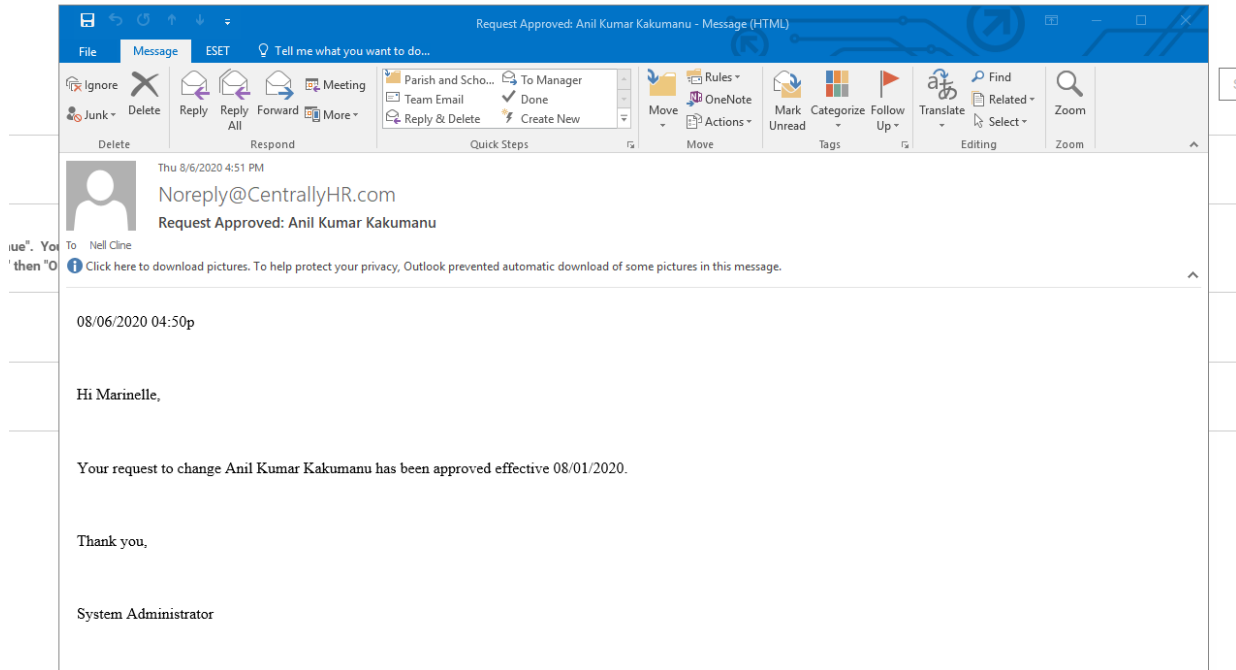 Request Approved: Anil Kumar Kakumanu - Message (HTML)
File Message ESET Tell me what you want to do...
Ignore
Junk
Delete
Delete
Reply
Reply All
Forward
Meeting
More
Respond
Parish and Scho...
To Manager
Team Email
Done
Reply & Delete
Create New
Quick Steps
Move
Rules
OneNote
Actions
Move
Mark Unread
Categorize
Follow Up
Tags
Translate
Find
Related
Select
Editing
Zoom
Zoom
Thu 8/6/2020 4:51 PM
Noreply@CentrallyHR.com
Request Approved: Anil Kumar Kakumanu
To Nell Cline
Click here to download pictures. To help protect your privacy, Outlook prevented automatic download of some pictures in this message.
then "O
08/06/2020 04:50p
Hi Marinelle,
Your request to change Anil Kumar Kakumanu has been approved effective 08/01/2020.
Thank you,
System Administrator